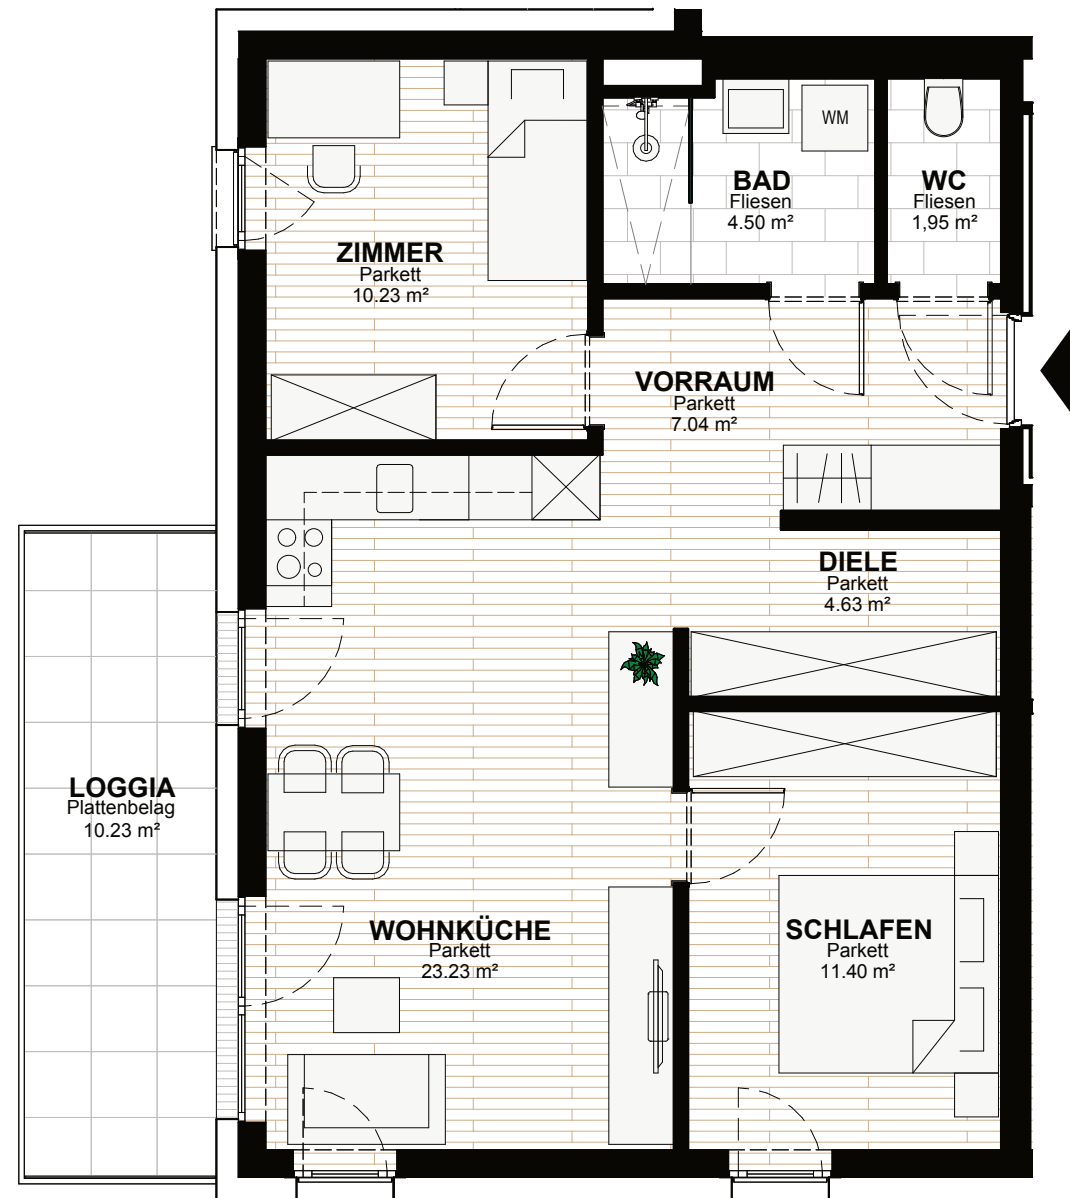 WM
BAD
Fliesen
4.50 m²
WC
Fliesen
1,95 m²
ZIMMER
Parkett
10.23 m²
VORRAUM
Parkett
7.04 m²
DIELE
Parkett
4.63 m²
LOGGIA
Plattenbelag
10.23 m²
WOHNKÜCHE
Parkett
23.23 m²
SCHLAFEN
Parkett
11.40 m²